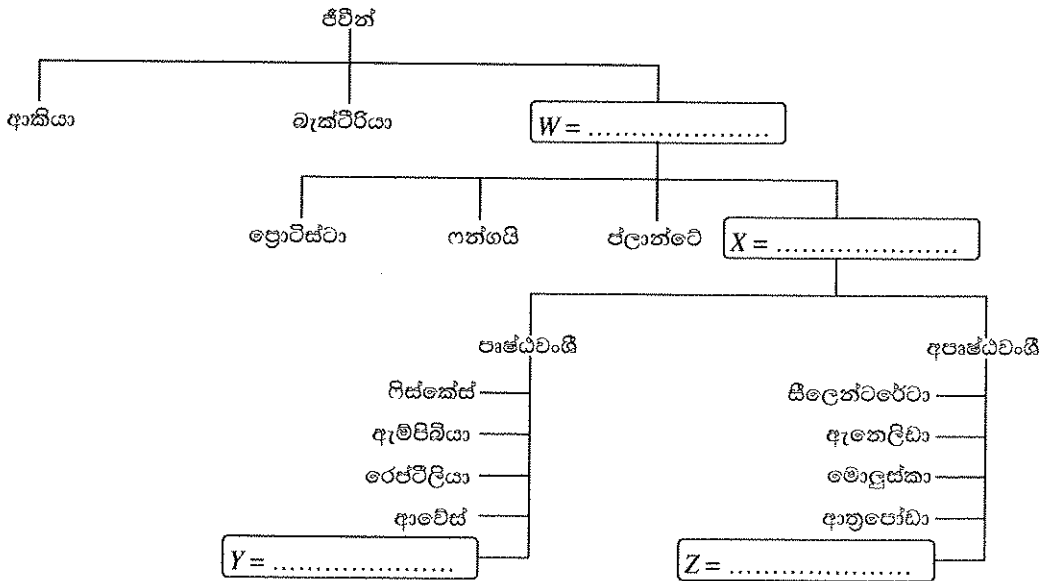 ජීවීන්
ආකියා
බැක්ටීරියා
W = ......................
ප්‍රොටිස්ටා
ෆන්ගයි
ප්ලාන්ටේ
X = ......................
පෘෂ්ඨවංශී
අපෘෂ්ඨවංශී
ෆිස්කේස්
සීලෙන්ටරේටා
ඇම්පිබියා
ඇනෙලිඩා
රෙප්ටීලියා
මොලුස්කා
ආවේස්
ආත්‍රපෝඩා
Y = ......................
Z = ......................